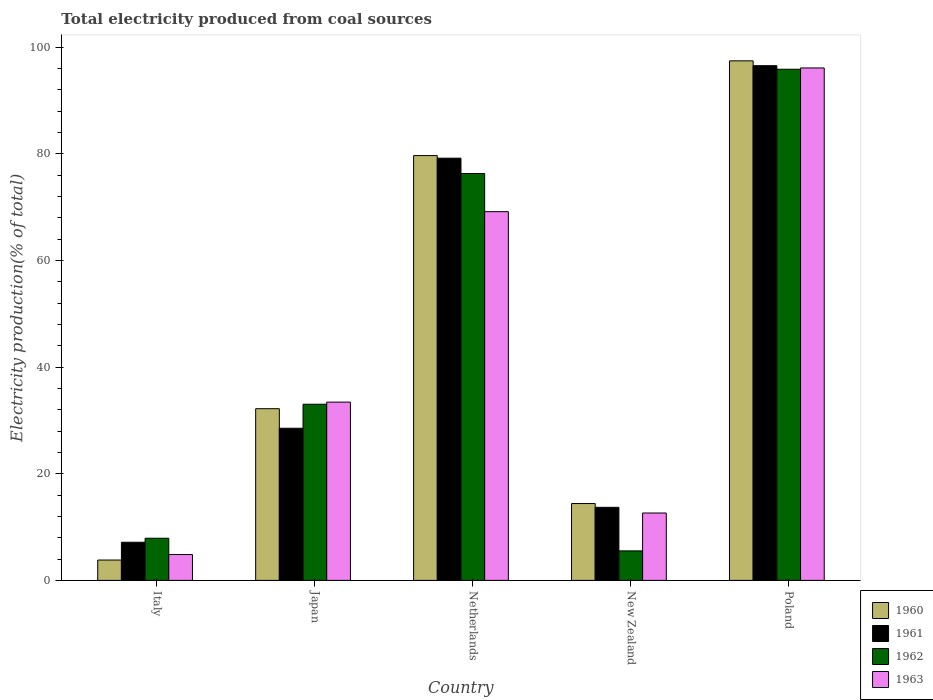 Total electricity produced from coal sources
Electricity production(% of total)
100
80
60
40
20
0
Italy
Japan
Netherlands
New Zealand
Poland
Country
1960
1961
1962
1963